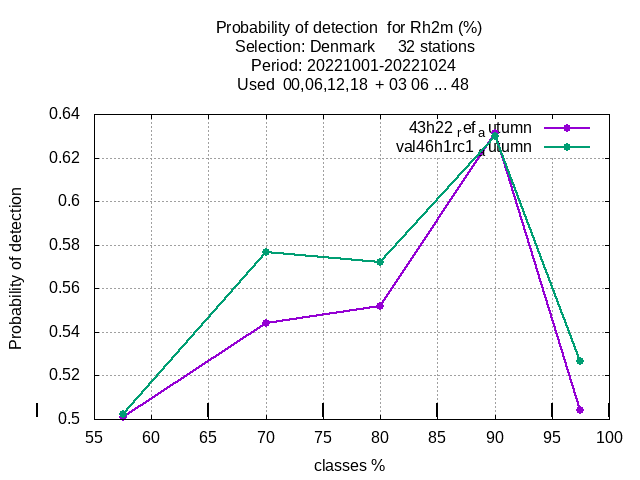 Probability of detection  for Rh2m (%)
Selection: Denmark     32 stations
Period: 20221001-20221024
Used  00,06,12,18  + 03 06 ... 48
43h22 ref autumn
val46h1rc1 autumn
0.64
0.62
0.6
0.58
0.56
0.54
0.52
0.5
Probability of detection
55 60 65 70 75 80 85 90 95 100
classes %